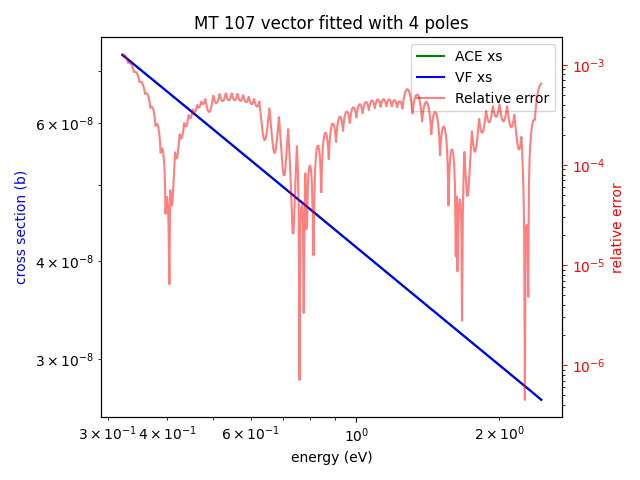 MT 107 vector fitted with 4 poles
ACE xs
VF xs
Relative error
cross section (b)
6 × 10⁻⁸
4 × 10⁻⁸
3 × 10⁻⁸
10⁻³
10⁻⁴
10⁻⁵
10⁻⁶
relative error
3 × 10⁻¹ 4 × 10⁻¹ 6 × 10⁻¹ 10⁰ 2 × 10⁰
energy (eV)